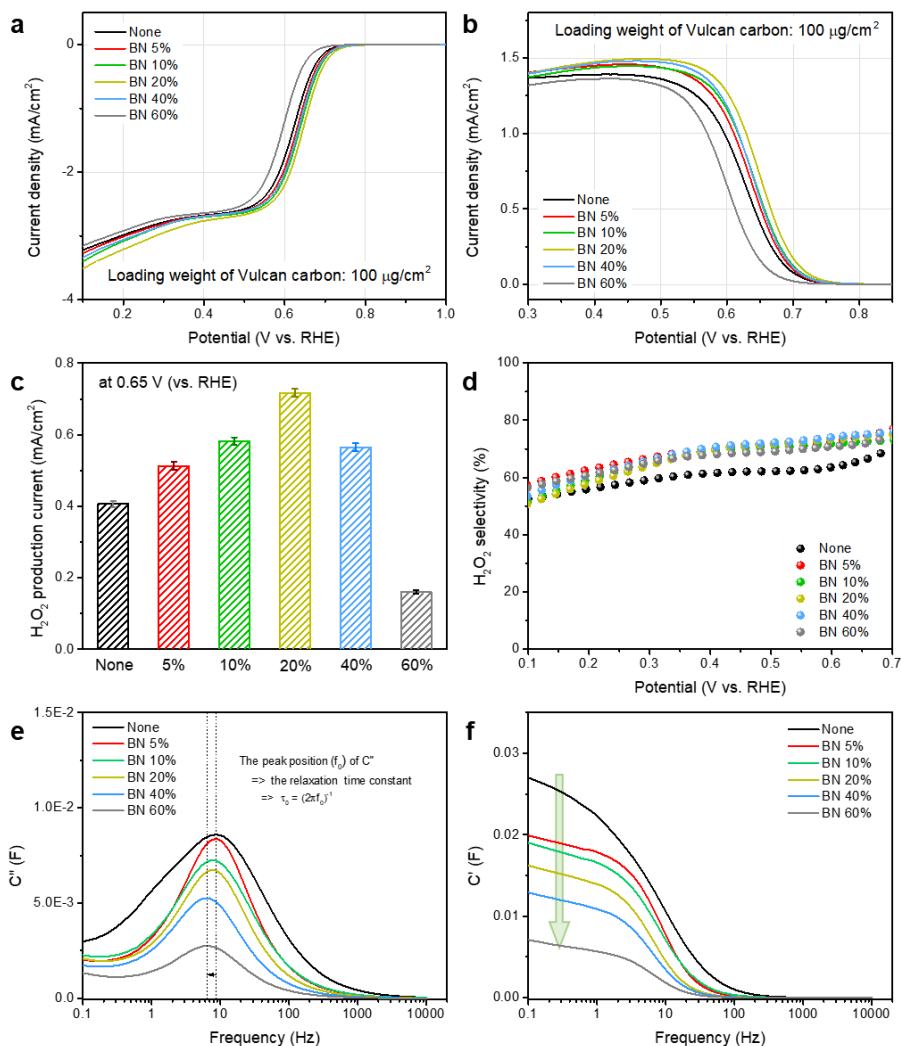 a
None
BN 5%
BN 10%
BN 20%
BN 40%
BN 60%
Loading weight of Vulcan carbon: 100 μg/cm²
0
-2
-4
0.2
0.4
0.6
0.8
1.0
Current density (mA/cm²)
Potential (V vs. RHE)
b
Loading weight of Vulcan carbon: 100 μg/cm²
None
BN 5%
BN 10%
BN 20%
BN 40%
BN 60%
1.5
1.0
0.5
0.0
0.3
0.4
0.5
0.6
0.7
0.8
Current density (mA/cm²)
Potential (V vs. RHE)
c
at 0.65 V (vs. RHE)
0.8
0.6
0.4
0.2
0.0
None
5%
10%
20%
40%
60%
H₂O₂ production current (mA/cm²)
d
100
80
60
40
20
0
None
BN 5%
BN 10%
BN 20%
BN 40%
BN 60%
0.1
0.2
0.3
0.4
0.5
0.6
0.7
H₂O₂ selectivity (%)
Potential (V vs. RHE)
e
None
BN 5%
BN 10%
BN 20%
BN 40%
BN 60%
The peak position (f₀) of C"
=> the relaxation time constant
=> τ₀ = (2πf₀)⁻¹
1.5E-2
1.0E-2
5.0E-3
0.0
0.1
1
10
100
1000
10000
C" (F)
Frequency (Hz)
f
None
BN 5%
BN 10%
BN 20%
BN 40%
BN 60%
0.03
0.02
0.01
0.00
0.1
1
10
100
1000
10000
C' (F)
Frequency (Hz)